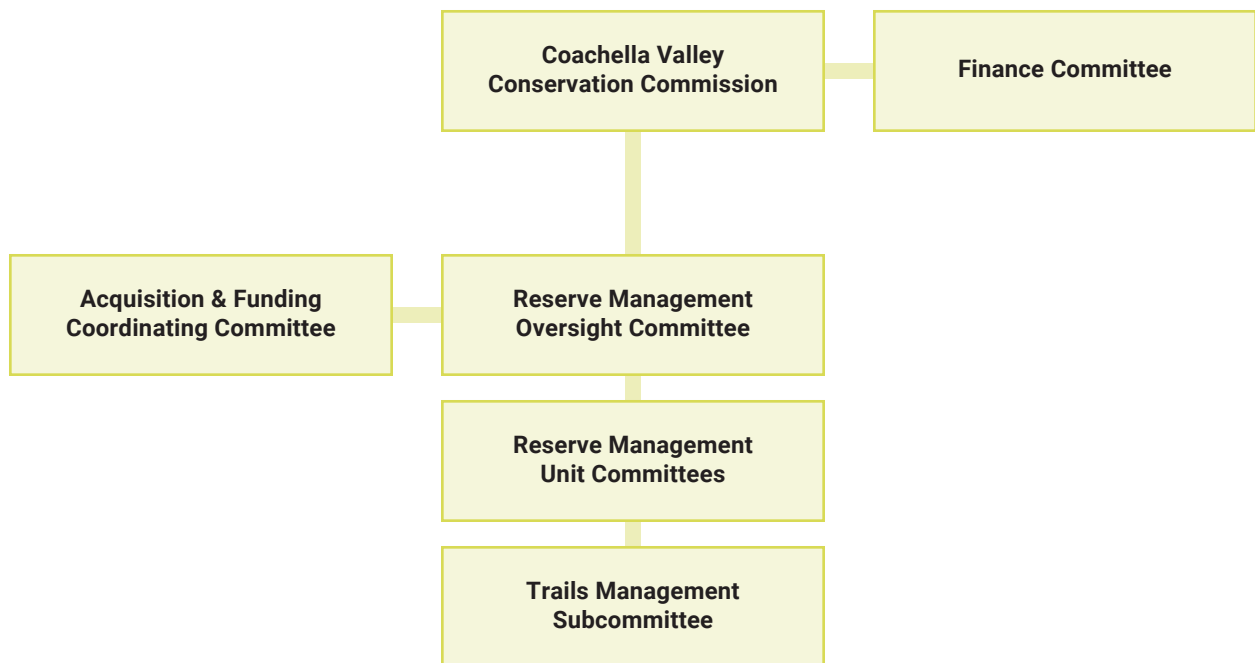 Coachella Valley
Conservation Commission
Finance Committee
Acquisition & Funding
Coordinating Committee
Reserve Management
Oversight Committee
Reserve Management
Unit Committees
Trails Management
Subcommittee